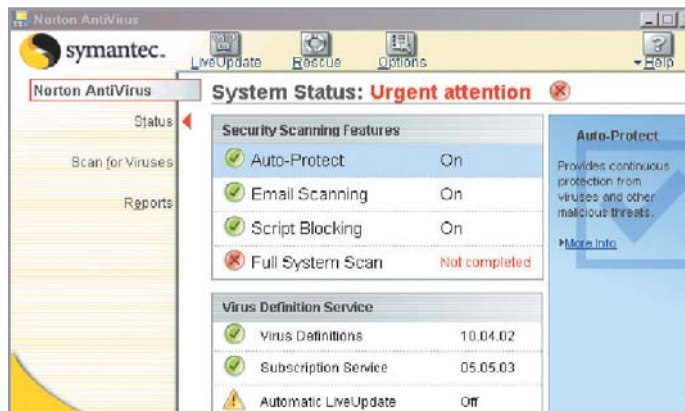 Norton AntiVirus
symantec.
LiveUpdate Rescue Options Help
Norton AntiVirus
Status
Scan for Viruses
Reports
System Status: Urgent attention
Security Scanning Features
Auto-Protect On
Email Scanning On
Script Blocking On
Full System Scan Not completed
Virus Definition Service
Virus Definitions 10.04.02
Subscription Service 05.05.03
Automatic LiveUpdate Off
Auto-Protect
Provides continuous
protection from
viruses and other
malicious threats.
More Info